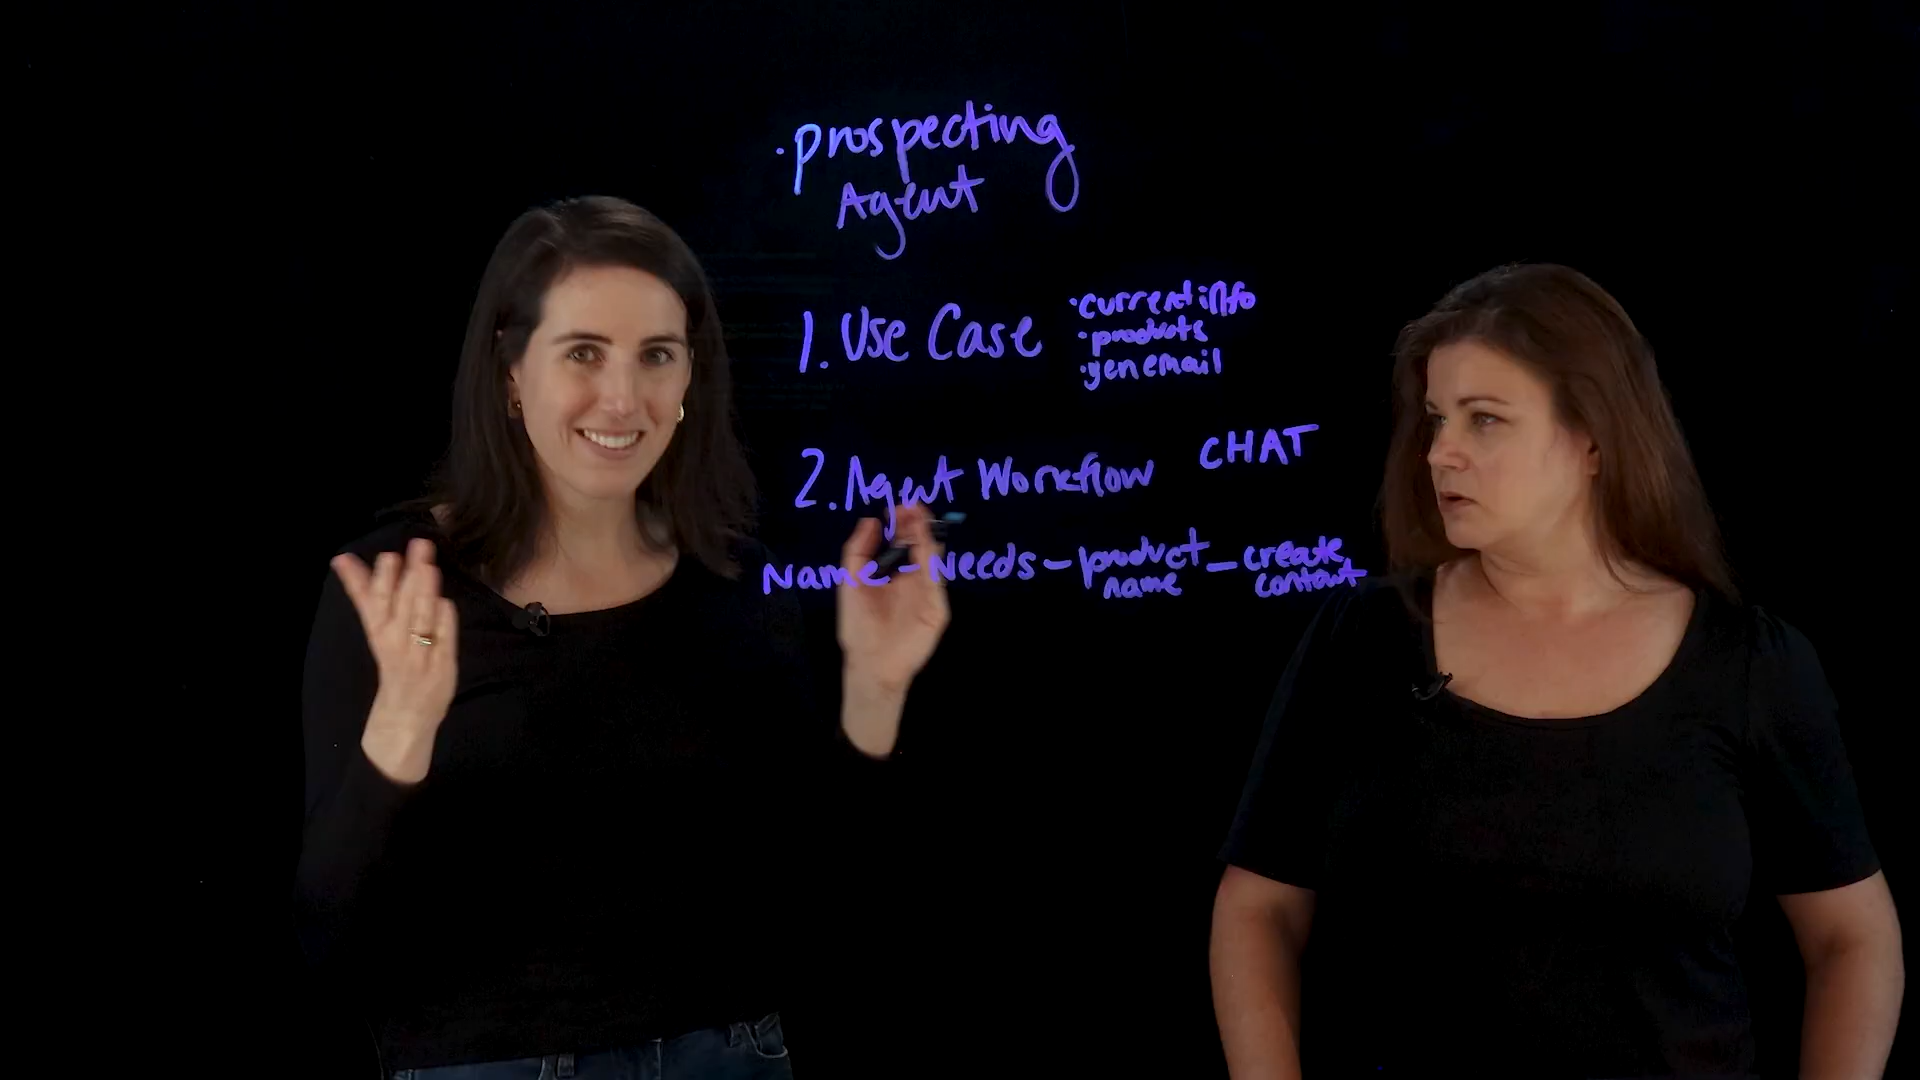 ·prospecting
Agent
1. Use Case
·current info
·products
·gen email
2. Agent Workflow
CHAT
Name - Needs - product name - create content